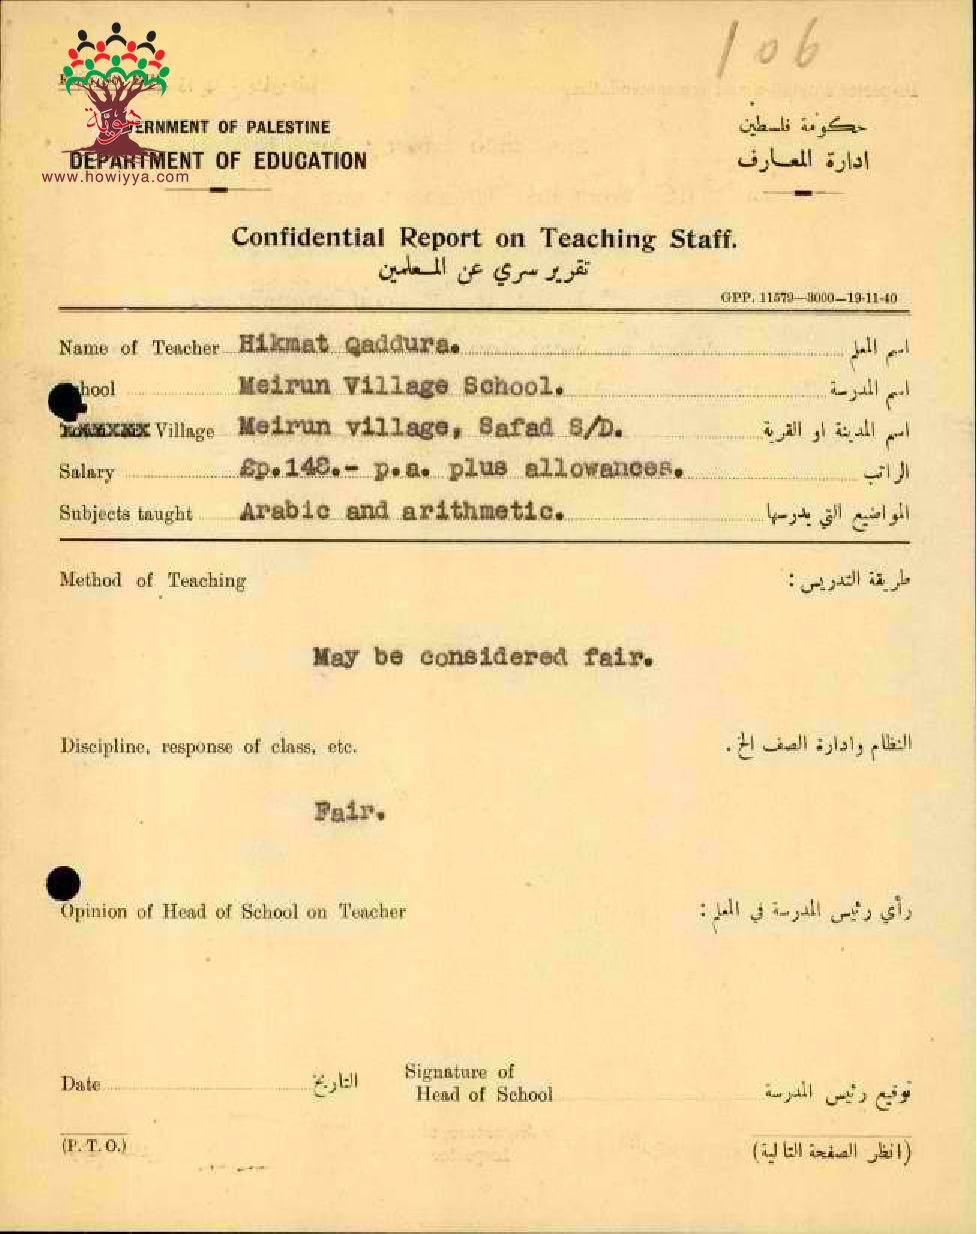 106
هوية
GOVERNMENT OF PALESTINE
حكومة فلسطين
DEPARTMENT OF EDUCATION
ادارة المعارف
www.howiyya.com
Confidential Report on Teaching Staff.
تقرير سري عن المعلمين
GPP. 11579—3000—19-11-40
Name of Teacher Hikmat Qaddura. اسم المعلم
School Meirun Village School. اسم المدرسة
Village Meirun village, Safad S/D. اسم المدينة او القرية
Salary £p.148.- p.a. plus allowances. الراتب
Subjects taught Arabic and arithmetic. المواضيع التي يدرسها
Method of Teaching طريقة التدريس :
May be considered fair.
Discipline, response of class, etc. النظام وادارة الصف الخ .
Fair.
Opinion of Head of School on Teacher رأي رئيس المدرسة في المعلم :
Date التاريخ
Signature of
Head of School توقيع رئيس المدرسة
(P. T. O.) (انظر الصفحة التالية)